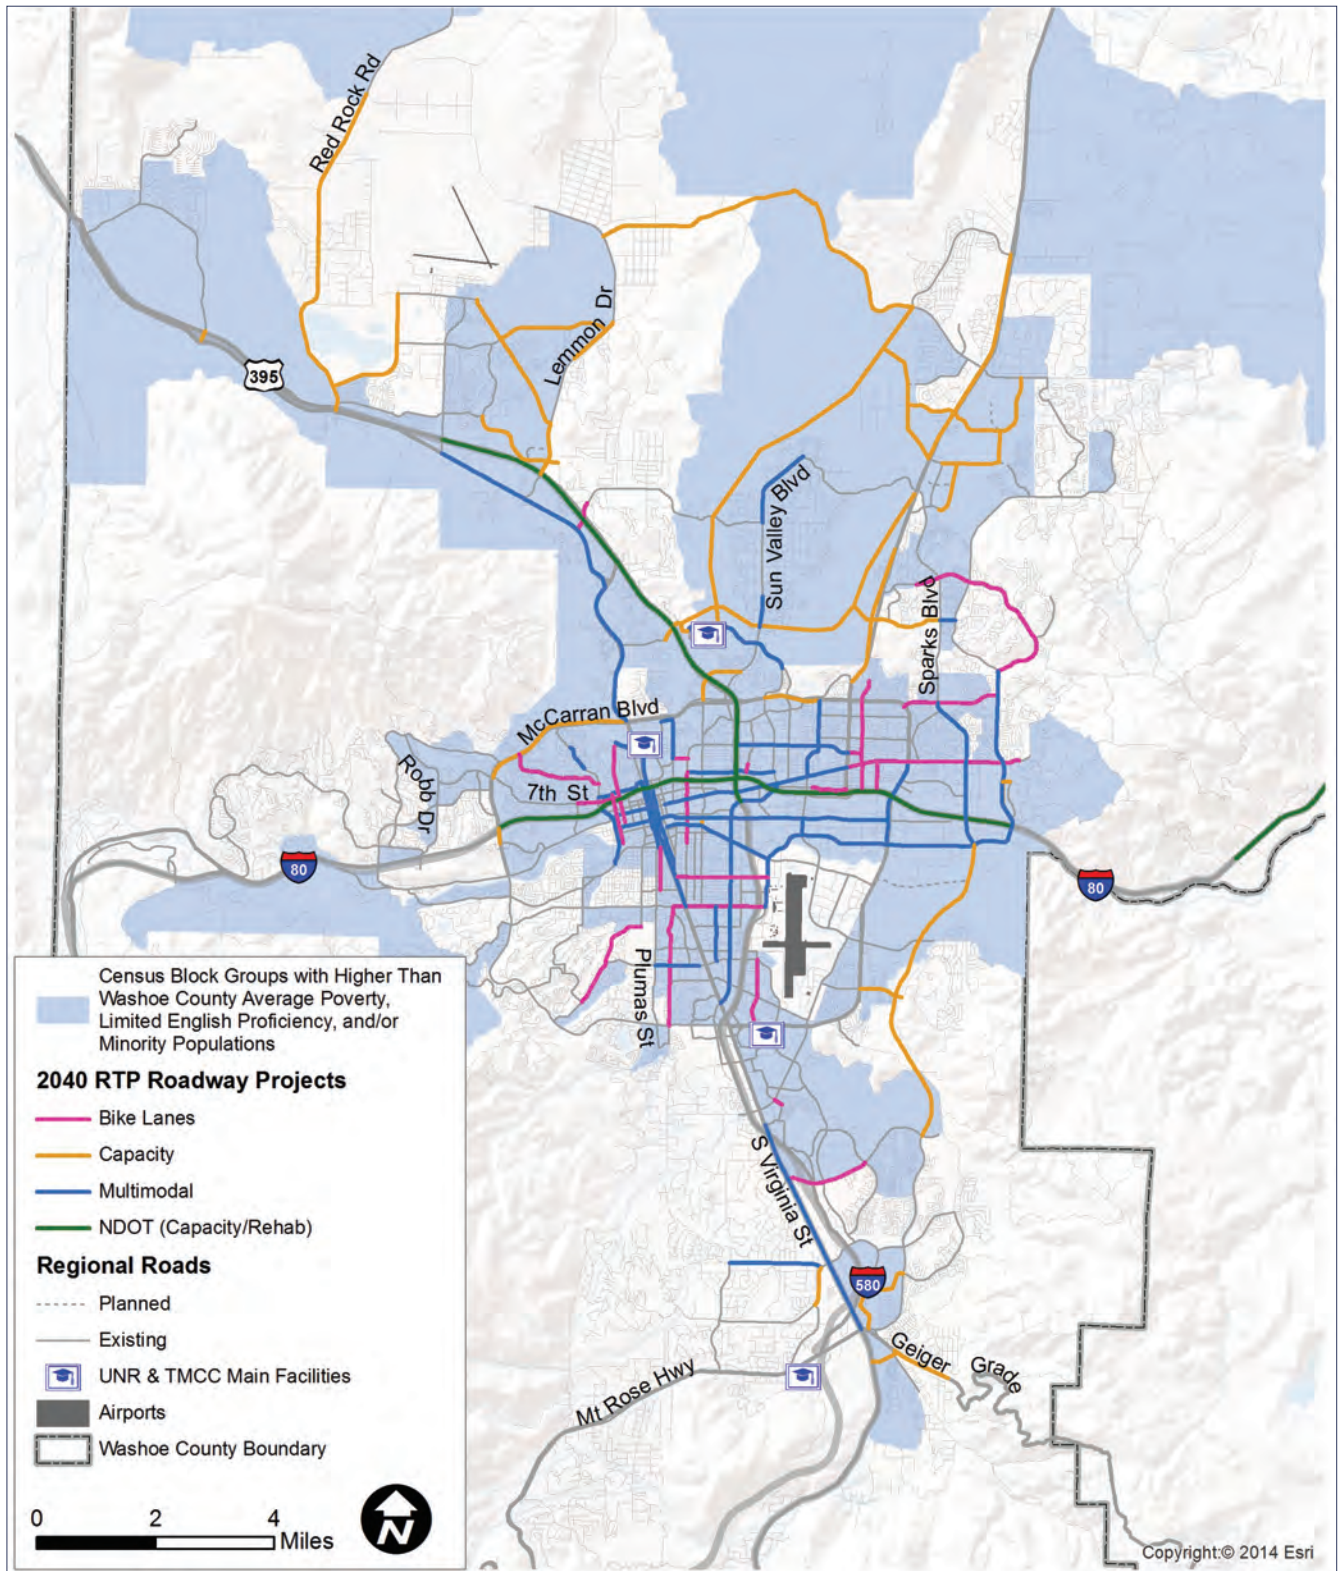 Red Rock Rd
Lemmon Dr
395
Sun Valley Blvd
Sparks Blvd
McCarran Blvd
Robb Dr
7th St
80
80
Plumas St
S Virginia St
580
Geiger Grade
Mt Rose Hwy
Census Block Groups with Higher Than
Washoe County Average Poverty,
Limited English Proficiency, and/or
Minority Populations
2040 RTP Roadway Projects
Bike Lanes
Capacity
Multimodal
NDOT (Capacity/Rehab)
Regional Roads
Planned
Existing
UNR & TMCC Main Facilities
Airports
Washoe County Boundary
0 2 4
Miles
N
Copyright:© 2014 Esri